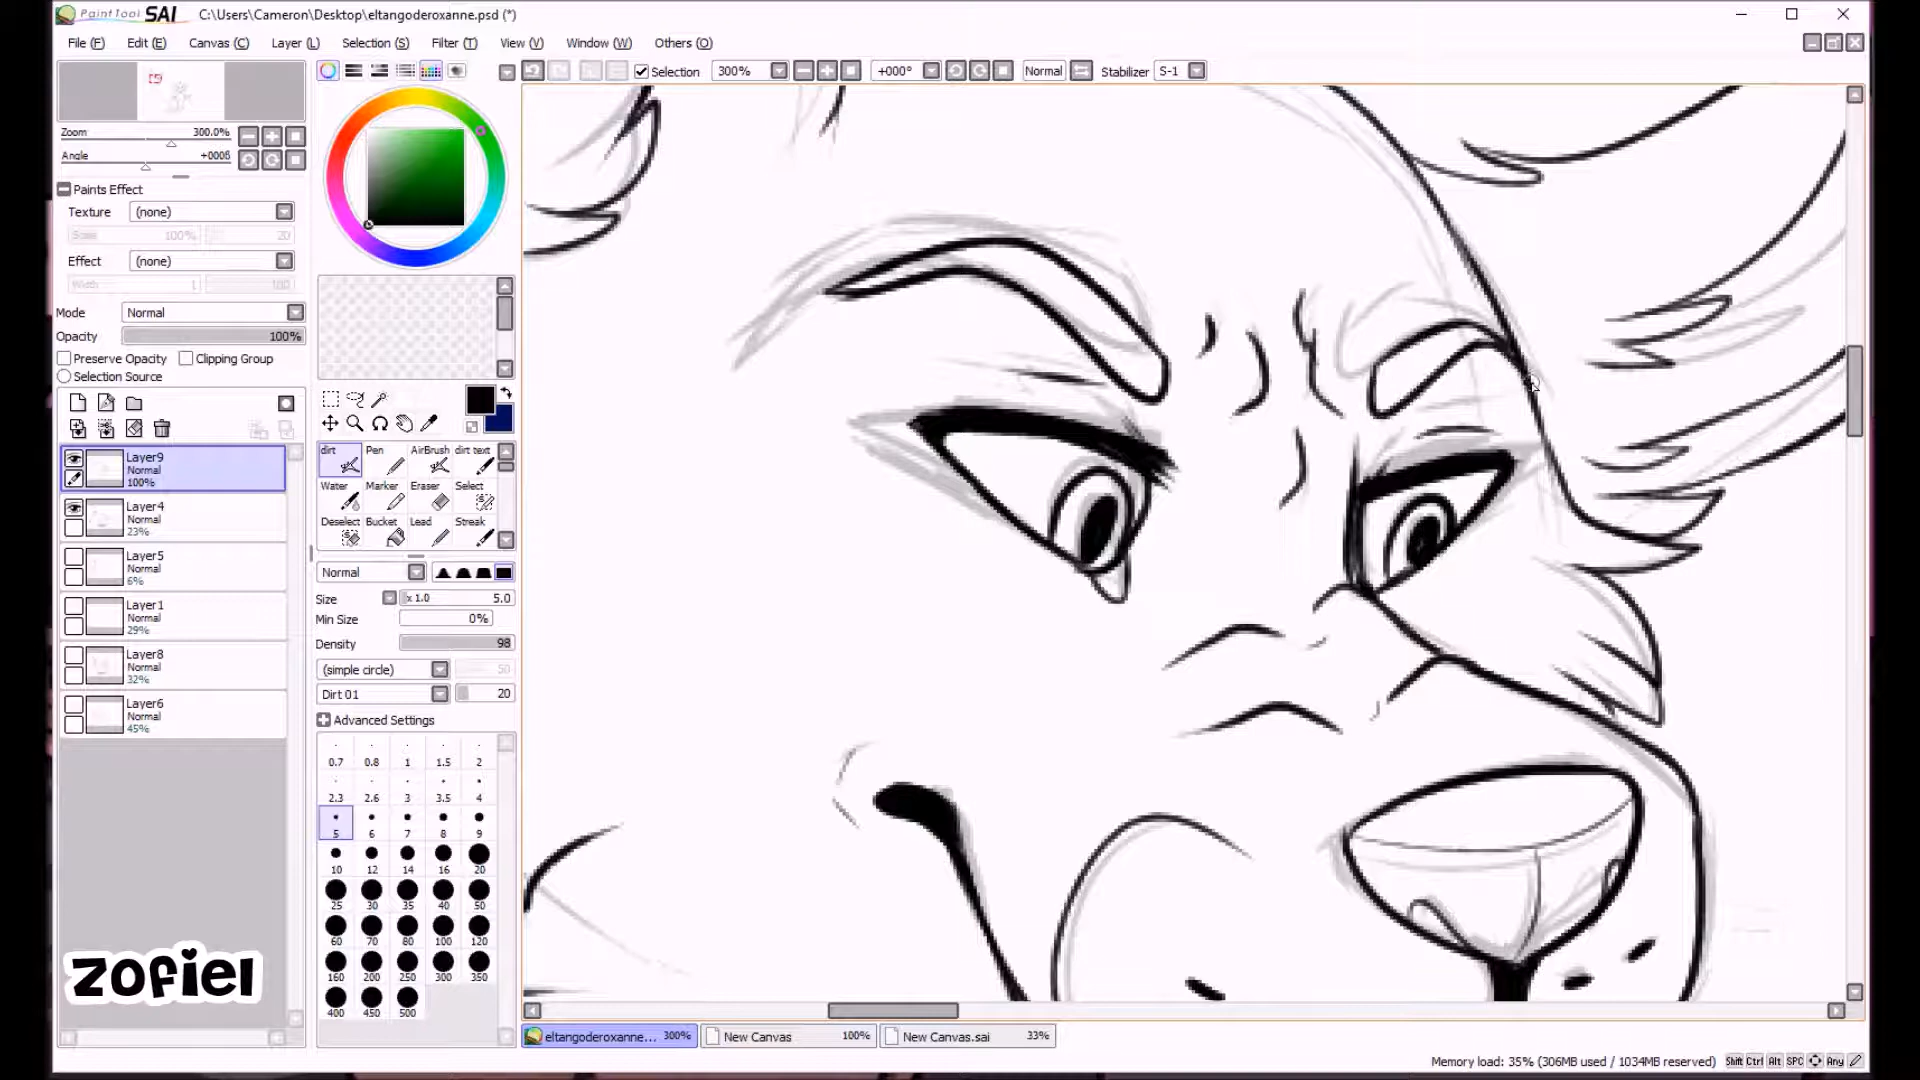 PaintTool SAI C:\Users\Cameron\Desktop\eltangoderoxanne.psd (*)
File (F) Edit (E) Canvas (C) Layer (L) Selection (S) Filter (T) View (V) Window (W) Others (O)
Selection 300% +000° Normal Stabilizer S-1
Zoom 300.0%
Angle
Paints Effect
Texture (none)
Scale 100% 20
Effect (none)
Width 1 100
Mode Normal
Opacity 100%
Preserve Opacity Clipping Group
Selection Source
Layer9
Normal
100%
Layer4
Normal
23%
Layer5
Normal
6%
Layer1
Normal
29%
Layer8
Normal
32%
Layer6
Normal
45%
dirt Pen AirBrush dirt text
Water Marker Eraser Select
Deselect Bucket Lead Streak
Normal
Size x 1.0 5.0
Min Size 0%
Density 98
(simple circle) 50
Dirt 01 20
Advanced Settings
0.7 0.8 1 1.5 2
2.3 2.6 3 3.5 4
5 6 7 8 9
10 12 14 16 20
25 30 35 40 50
60 70 80 100 120
160 200 250 300 350
400 450 500
zofiel
eltangoderoxanne... 300% New Canvas 100% New Canvas.sai 33%
Memory load: 35% (306MB used / 1034MB reserved) Shift Ctrl Alt SPC Any